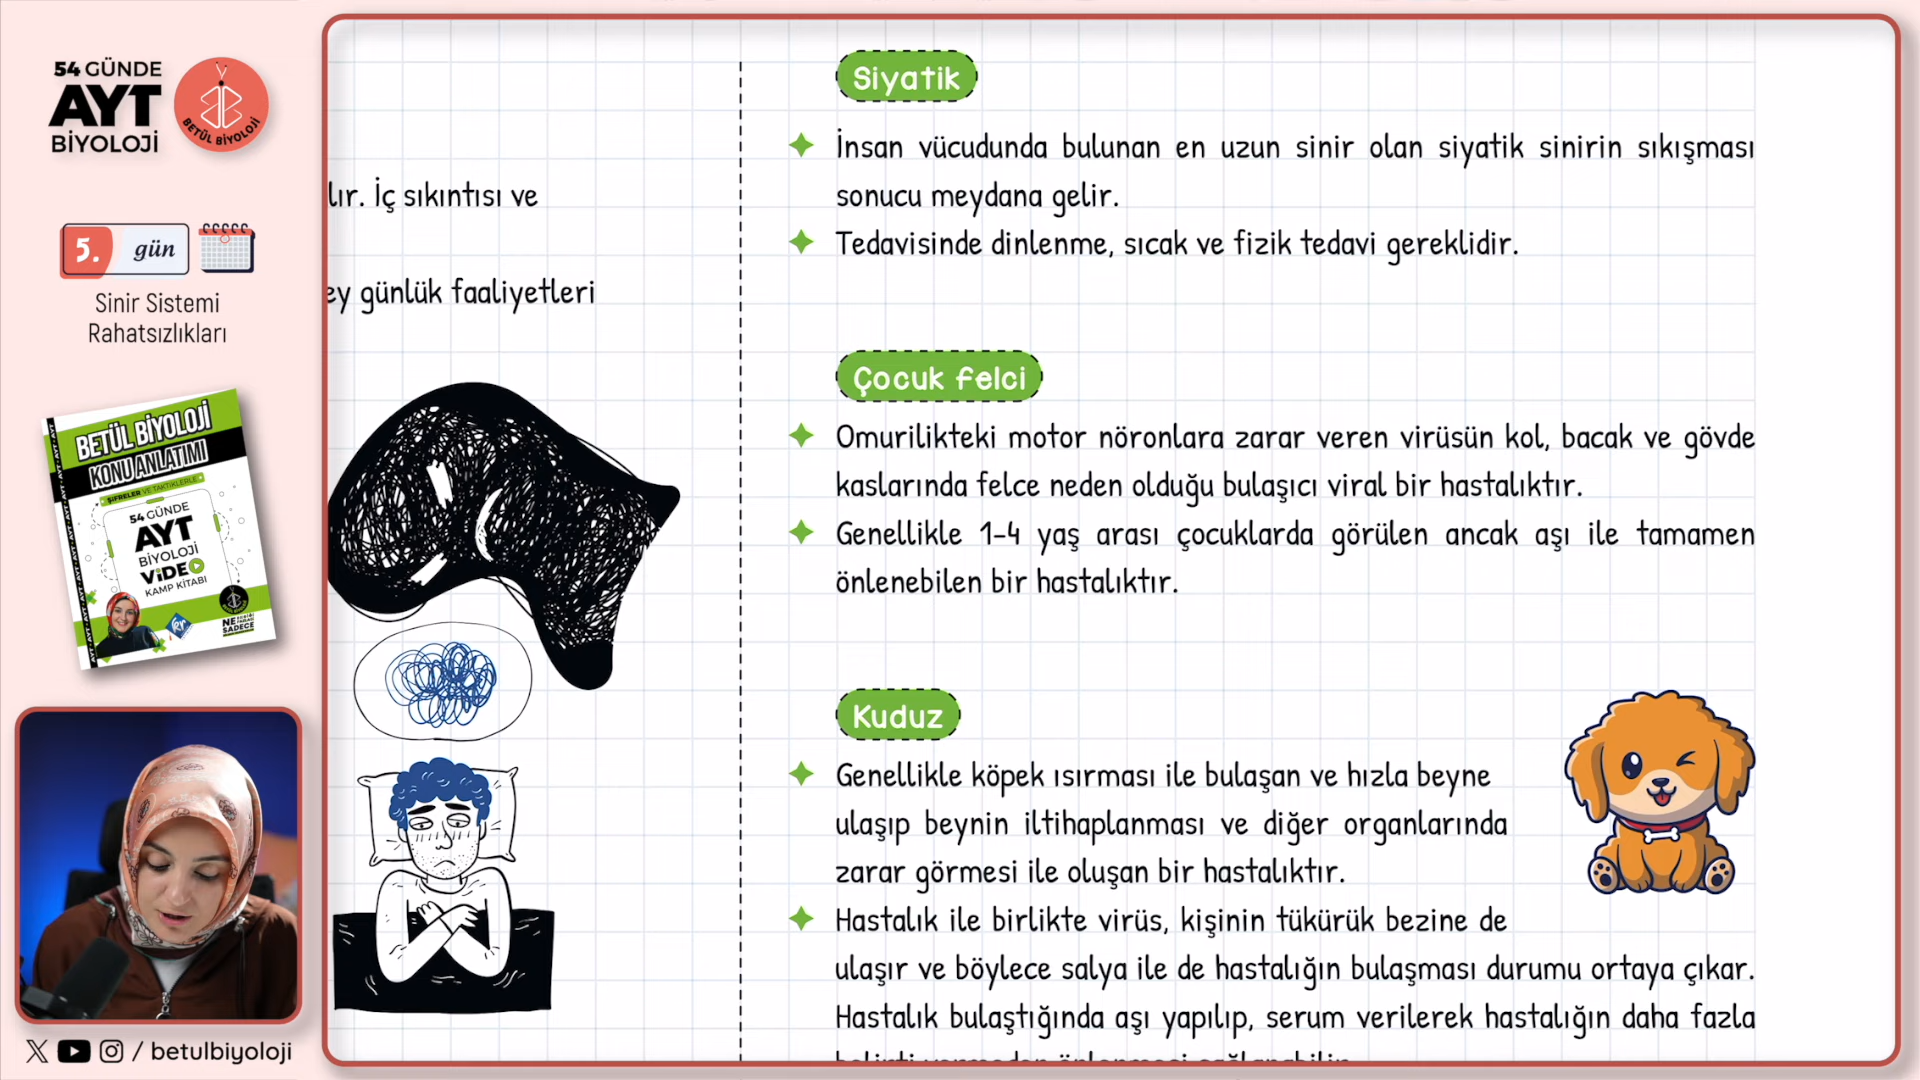 54 GÜNDE
AYT
BİYOLOJİ
BETÜL BİYOLOJİ
5. gün
Sinir Sistemi
Rahatsızlıkları
BETÜL BİYOLOJİ
KONU ANLATIMI
ŞİFRELER VE TAKTİKLERLE
54 GÜNDE
AYT
BİYOLOJİ
VİDEO
KAMP KİTABI
/ betulbiyoloji
lır. İç sıkıntısı ve
ey günlük faaliyetleri
Siyatik
İnsan vücudunda bulunan en uzun sinir olan siyatik sinirin sıkışması
sonucu meydana gelir.
Tedavisinde dinlenme, sıcak ve fizik tedavi gereklidir.
Çocuk felci
Omurilikteki motor nöronlara zarar veren virüsün kol, bacak ve gövde
kaslarında felce neden olduğu bulaşıcı viral bir hastalıktır.
Genellikle 1-4 yaş arası çocuklarda görülen ancak aşı ile tamamen
önlenebilen bir hastalıktır.
Kuduz
Genellikle köpek ısırması ile bulaşan ve hızla beyne
ulaşıp beynin iltihaplanması ve diğer organlarında
zarar görmesi ile oluşan bir hastalıktır.
Hastalık ile birlikte virüs, kişinin tükürük bezine de
ulaşır ve böylece salya ile de hastalığın bulaşması durumu ortaya çıkar.
Hastalık bulaştığında aşı yapılıp, serum verilerek hastalığın daha fazla